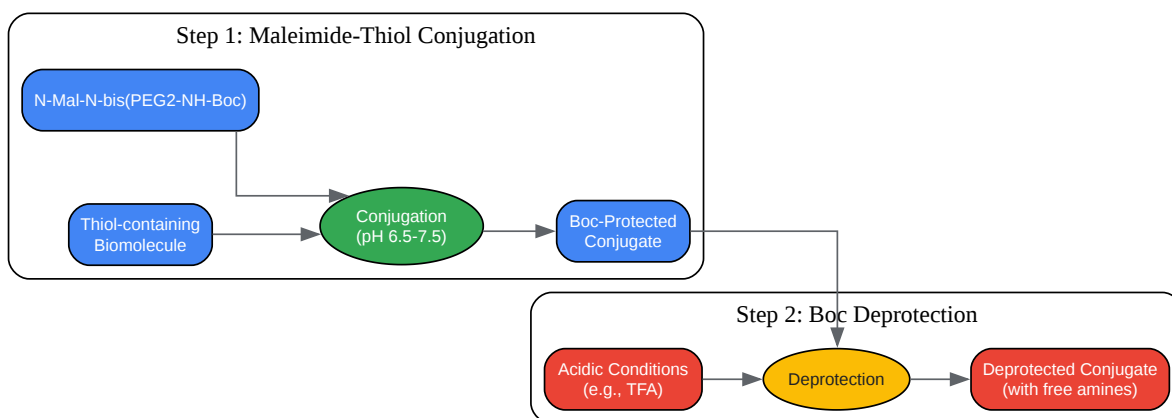 Step 1: Maleimide-Thiol Conjugation
N-Mal-N-bis(PEG2-NH-Boc)
Thiol-containing
Biomolecule
Conjugation
(pH 6.5-7.5)
Boc-Protected
Conjugate
Step 2: Boc Deprotection
Acidic Conditions
(e.g., TFA)
Deprotection
Deprotected Conjugate
(with free amines)